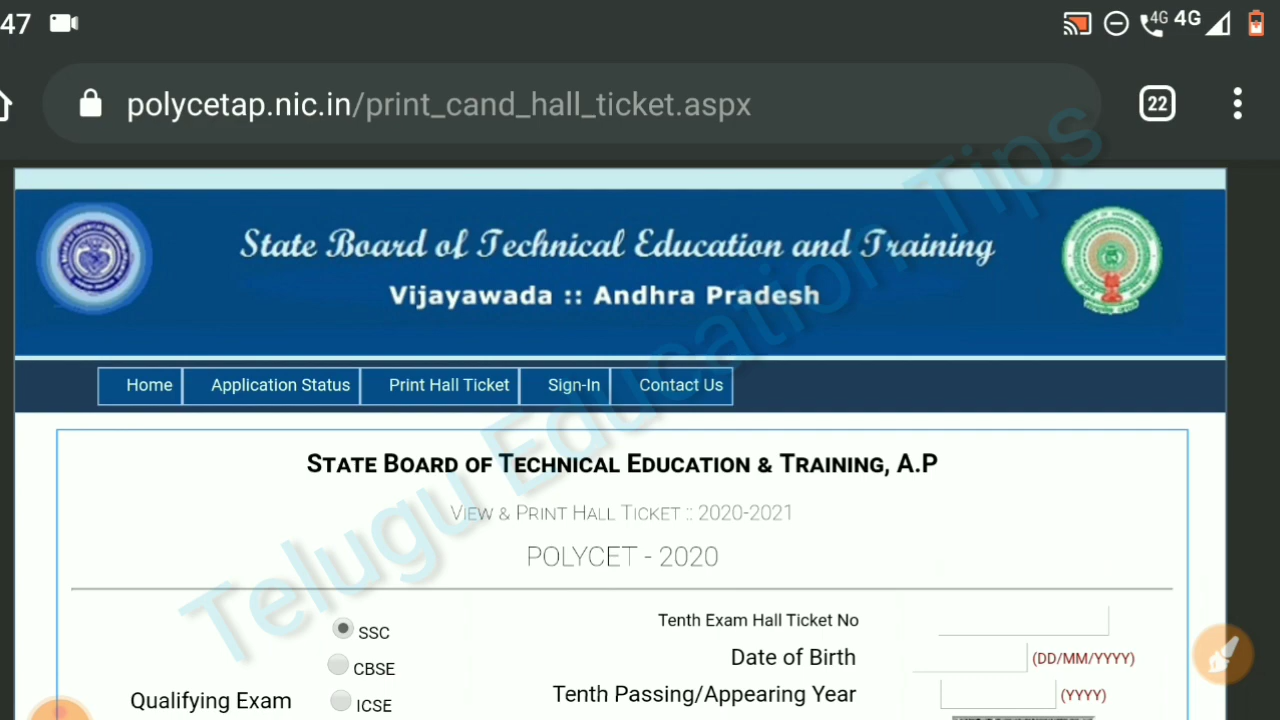 47
4G 4G
polycetap.nic.in/print_cand_hall_ticket.aspx
22
State Board of Technical Education and Training
Vijayawada :: Andhra Pradesh
Home Application Status Print Hall Ticket Sign-In Contact Us
STATE BOARD OF TECHNICAL EDUCATION & TRAINING, A.P
VIEW & PRINT HALL TICKET :: 2020-2021
POLYCET - 2020
SSC
CBSE
Qualifying Exam
ICSE
Tenth Exam Hall Ticket No
Date of Birth (DD/MM/YYYY)
Tenth Passing/Appearing Year (YYYY)
Telugu Education Tips